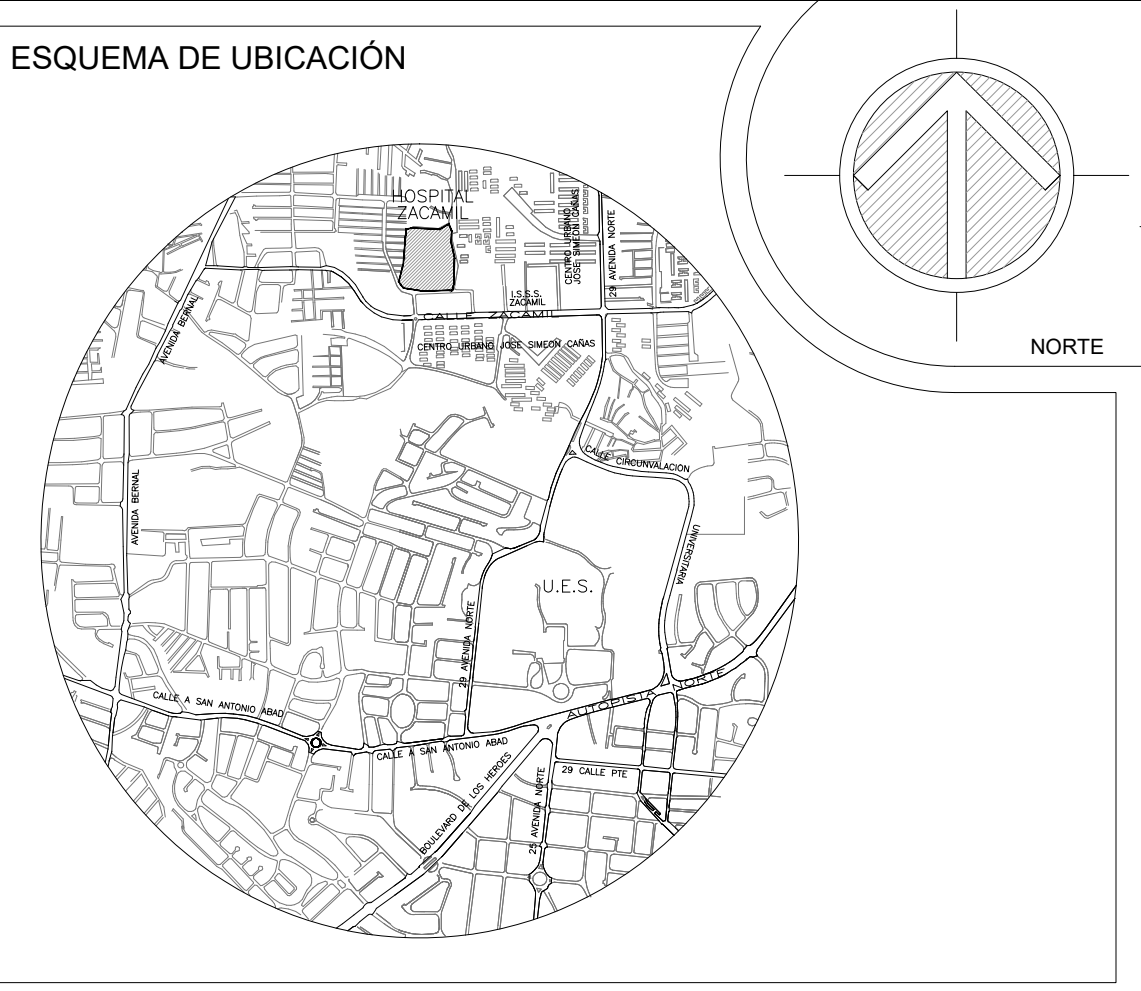 ESQUEMA DE UBICACIÓN
NORTE
HOSPITAL
ZACAMIL
CENTRO URBANO
JOSE SIMEON CAÑAS
29 AVENIDA NORTE
I.S.S.S.
ZACAMIL
CALLE ZACAMIL
AVENIDA BERNAL
CENTRO URBANO JOSE SIMEON CAÑAS
CALLE CIRCUNVALACION
AVENIDA BERNAL
UNIVERSITARIA
U.E.S.
29 AVENIDA NORTE
AUTOPISTA NORTE
CALLE A SAN ANTONIO ABAD
CALLE A SAN ANTONIO ABAD
29 CALLE PTE
BOULEVARD DE LOS HEROES
25 AVENIDA NORTE